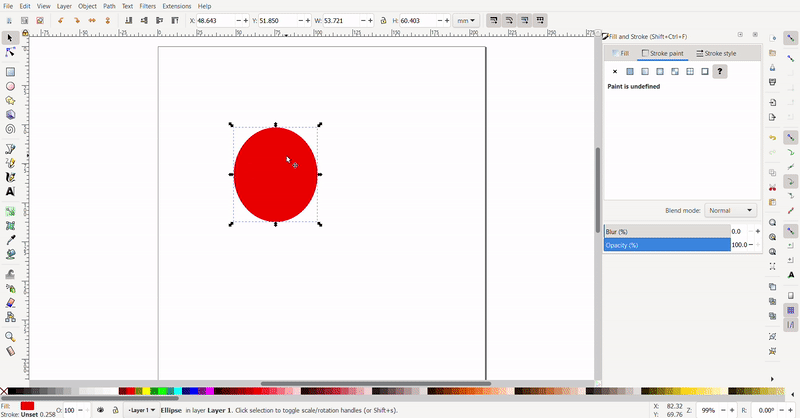 File Edit View Layer Object Path Text Filters Extensions Help
X: 48.643 Y: 51.850 W: 53.721 H: 60.403 mm
Fill and Stroke (Shift+Ctrl+F)
Fill Stroke paint Stroke style
?
Paint is undefined
Blend mode: Normal
Blur (%) 0.0
Opacity (%) 100.0
Fill:
Stroke: Unset 0.258
O: 100
Layer 1
Ellipse in layer Layer 1. Click selection to toggle scale/rotation handles (or Shift+s).
X: 82.32
Y: 69.76
Z: 99%
R: 0.00°